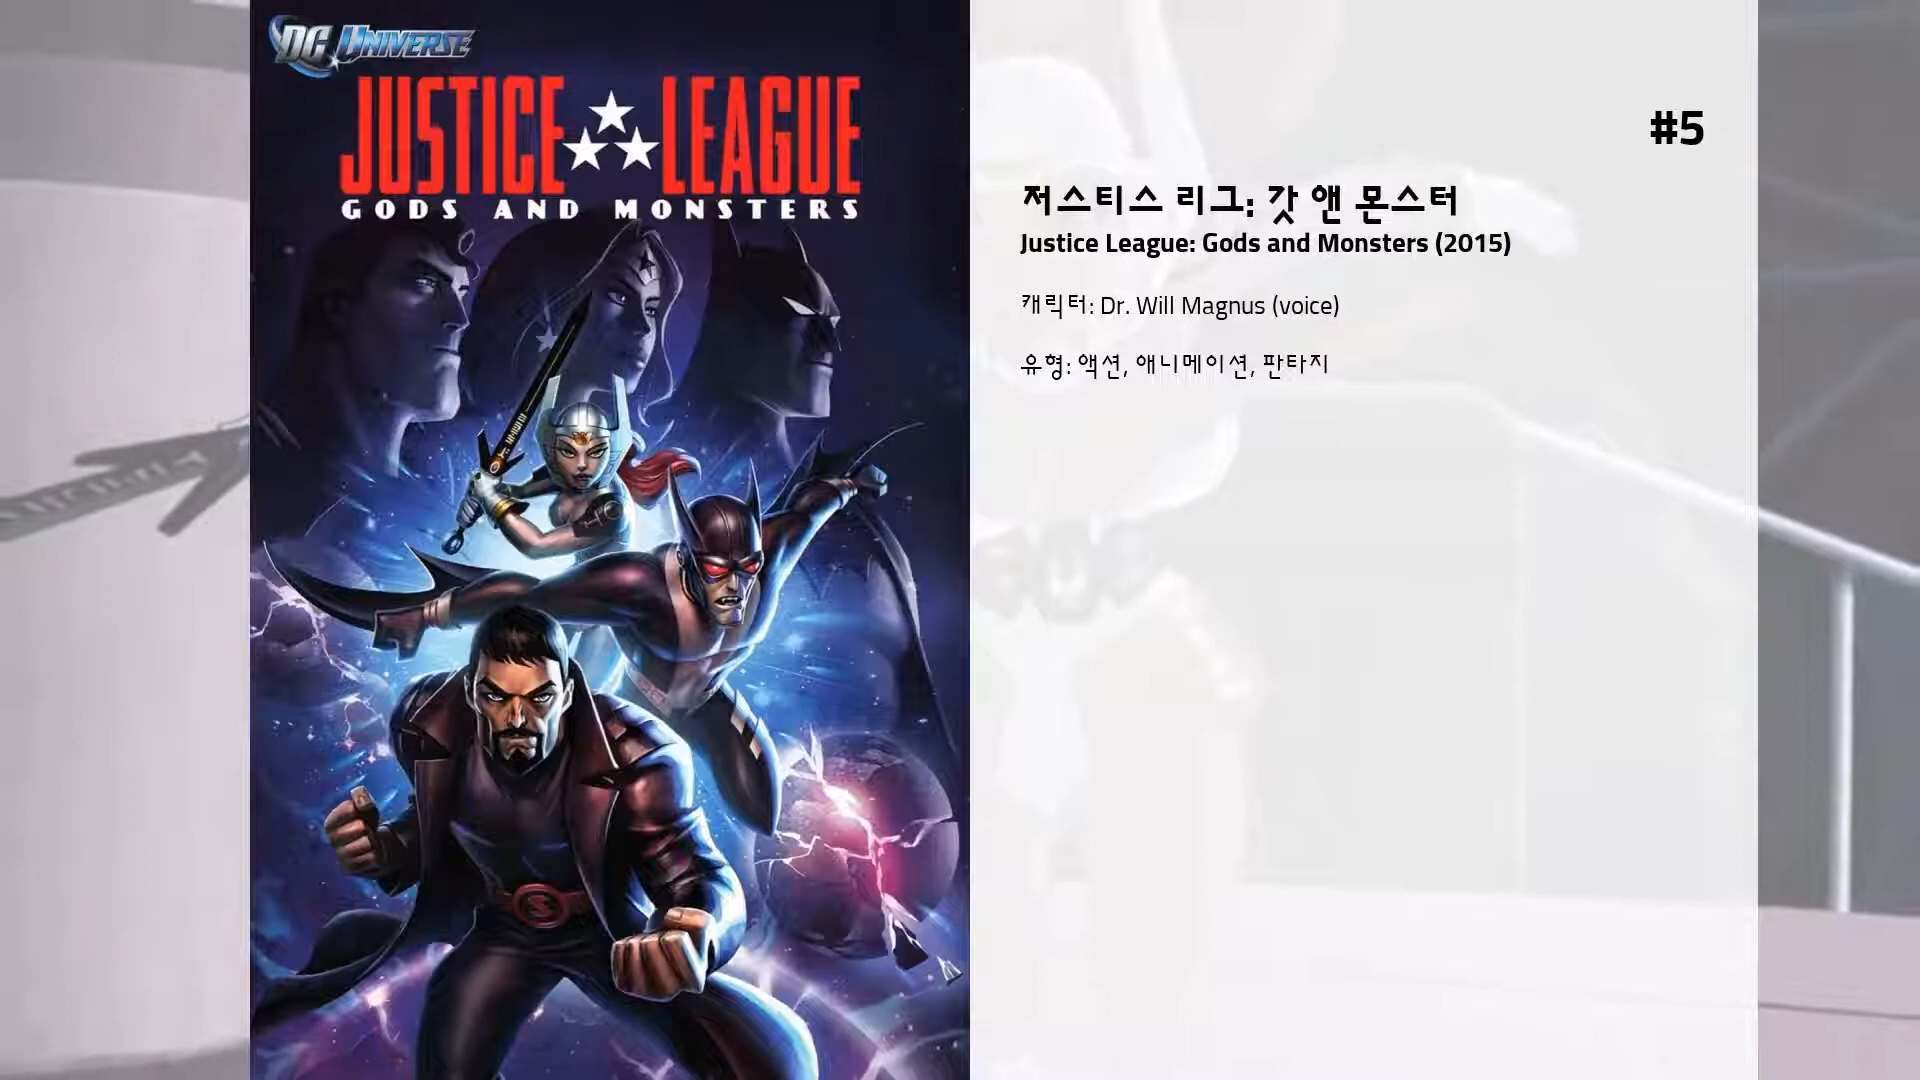 DC UNIVERSE
JUSTICE LEAGUE
GODS AND MONSTERS
#5
저스티스 리그: 갓 앤 몬스터
Justice League: Gods and Monsters (2015)
캐릭터: Dr. Will Magnus (voice)
유형: 액션, 애니메이션, 판타지